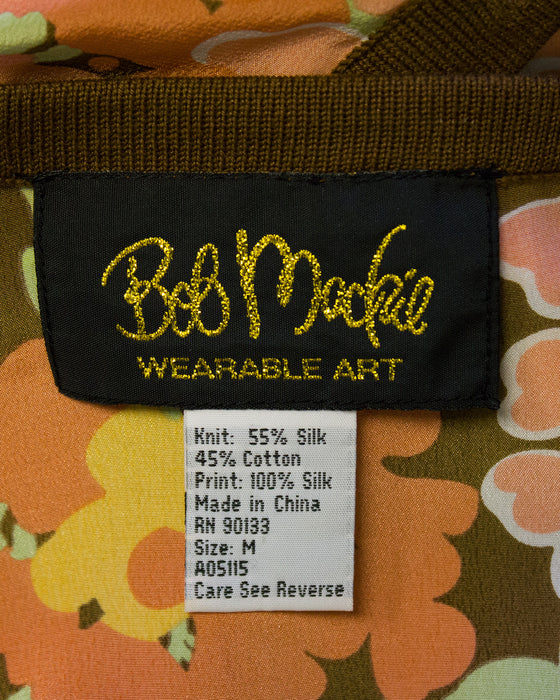 Bob Mackie
WEARABLE ART
Knit: 55% Silk
45% Cotton
Print: 100% Silk
Made in China
RN 90133
Size: M
A05115
Care See Reverse